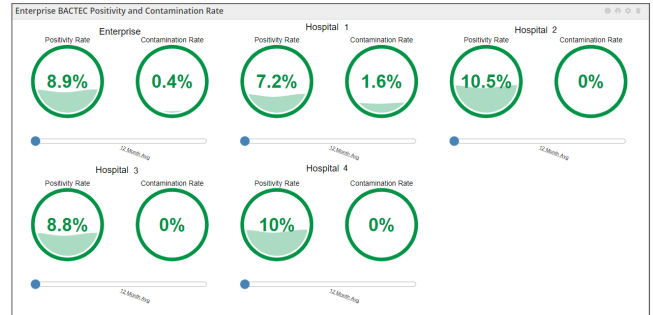 Enterprise BACTEC Positivity and Contamination Rate
Enterprise
Positivity Rate Contamination Rate
8.9% 0.4%
12 Month Avg
Hospital 1
Positivity Rate Contamination Rate
7.2% 1.6%
12 Month Avg
Hospital 2
Positivity Rate Contamination Rate
10.5% 0%
12 Month Avg
Hospital 3
Positivity Rate Contamination Rate
8.8% 0%
12 Month Avg
Hospital 4
Positivity Rate Contamination Rate
10% 0%
12 Month Avg